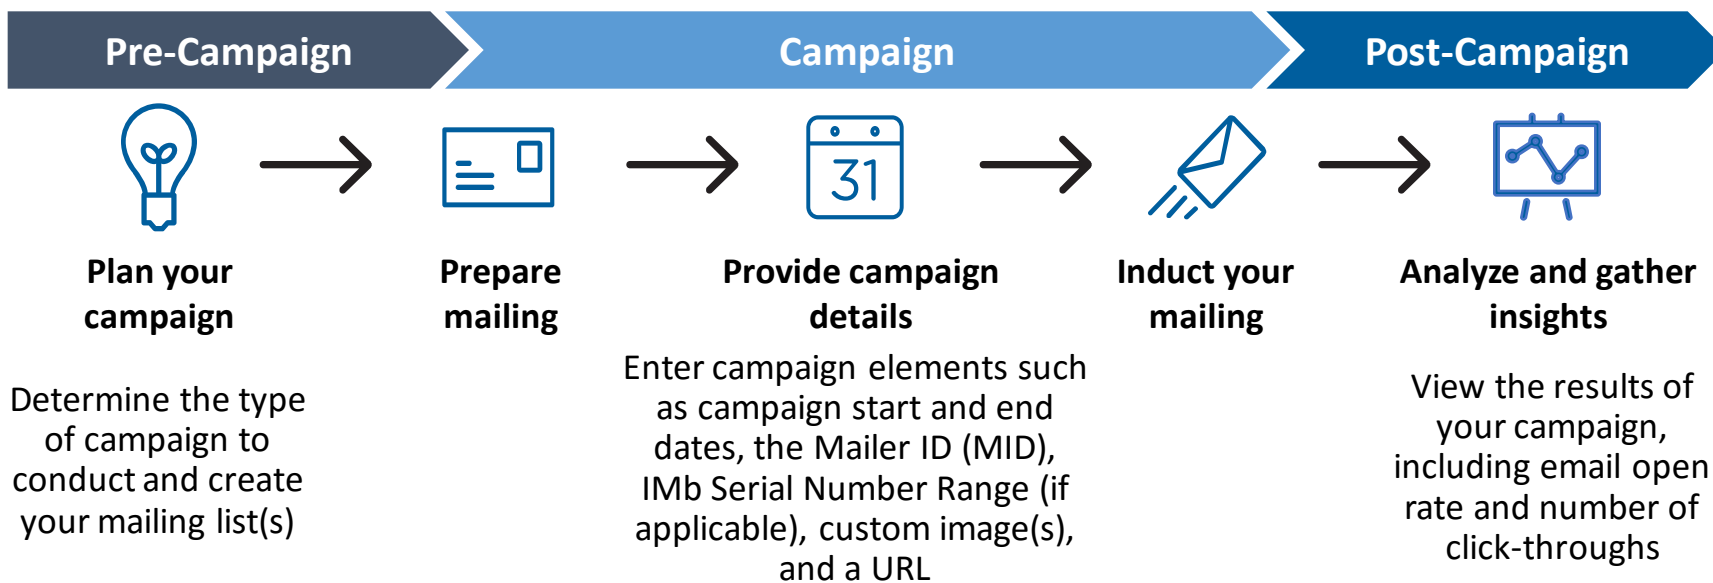 Pre-Campaign
Campaign
Post-Campaign
31
Plan your
campaign
Determine the type
of campaign to
conduct and create
your mailing list(s)
Prepare
mailing
Provide campaign
details
Enter campaign elements such
as campaign start and end
dates, the Mailer ID (MID),
IMb Serial Number Range (if
applicable), custom image(s),
and a URL
Induct your
mailing
Analyze and gather
insights
View the results of
your campaign,
including email open
rate and number of
click-throughs